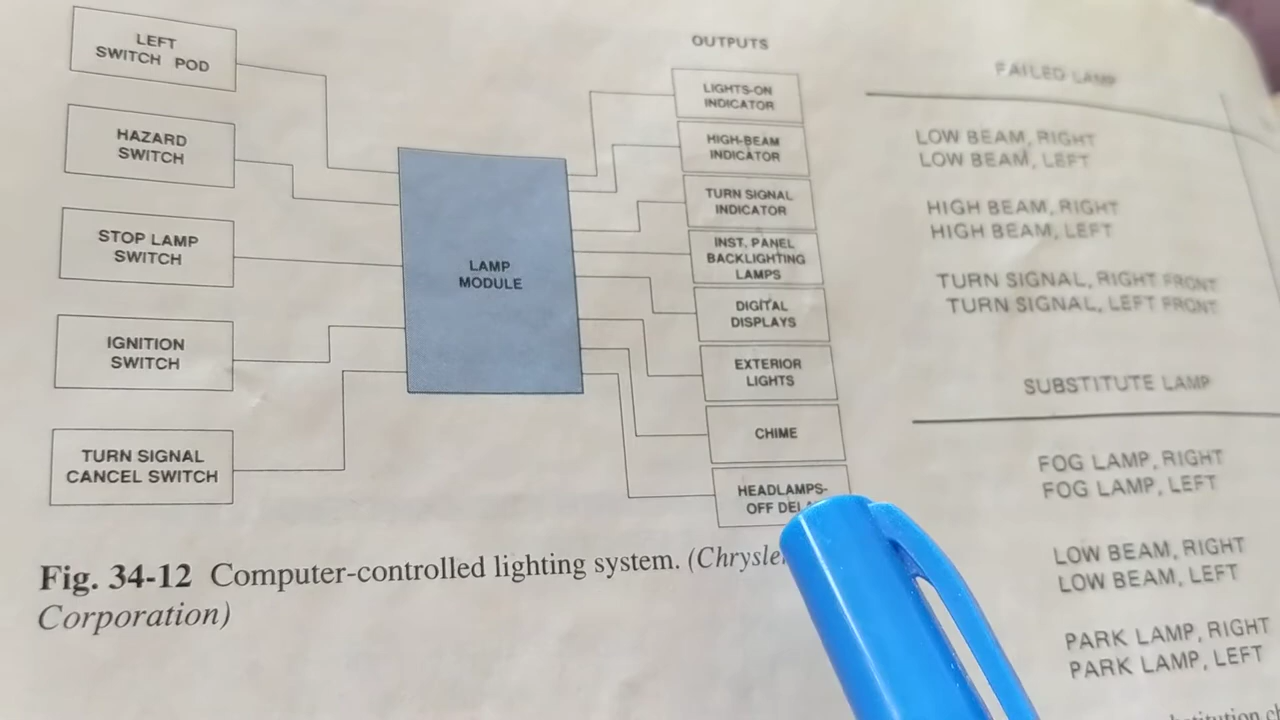 LEFT
SWITCH POD
HAZARD
SWITCH
STOP LAMP
SWITCH
IGNITION
SWITCH
TURN SIGNAL
CANCEL SWITCH
LAMP
MODULE
OUTPUTS
LIGHTS-ON
INDICATOR
HIGH-BEAM
INDICATOR
TURN SIGNAL
INDICATOR
INST, PANEL
BACKLIGHTING
LAMPS
DIGITAL
DISPLAYS
EXTERIOR
LIGHTS
CHIME
HEADLAMPS-
OFF
Fig. 34-12 Computer-controlled lighting system. (
Corporation)
FAILED LAMP
LOW BEAM, RIGHT
LOW BEAM, LEFT
HIGH BEAM, RIGHT
HIGH BEAM, LEFT
TURN SIGNAL, RIGHT FRONT
TURN SIGNAL, LEFT FRONT
SUBSTITUTE LAMP
FOG LAMP, RIGHT
FOG LAMP, LEFT
LOW BEAM, RIGHT
LOW BEAM, LEFT
PARK LAMP, RIGHT
PARK LAMP, LEFT